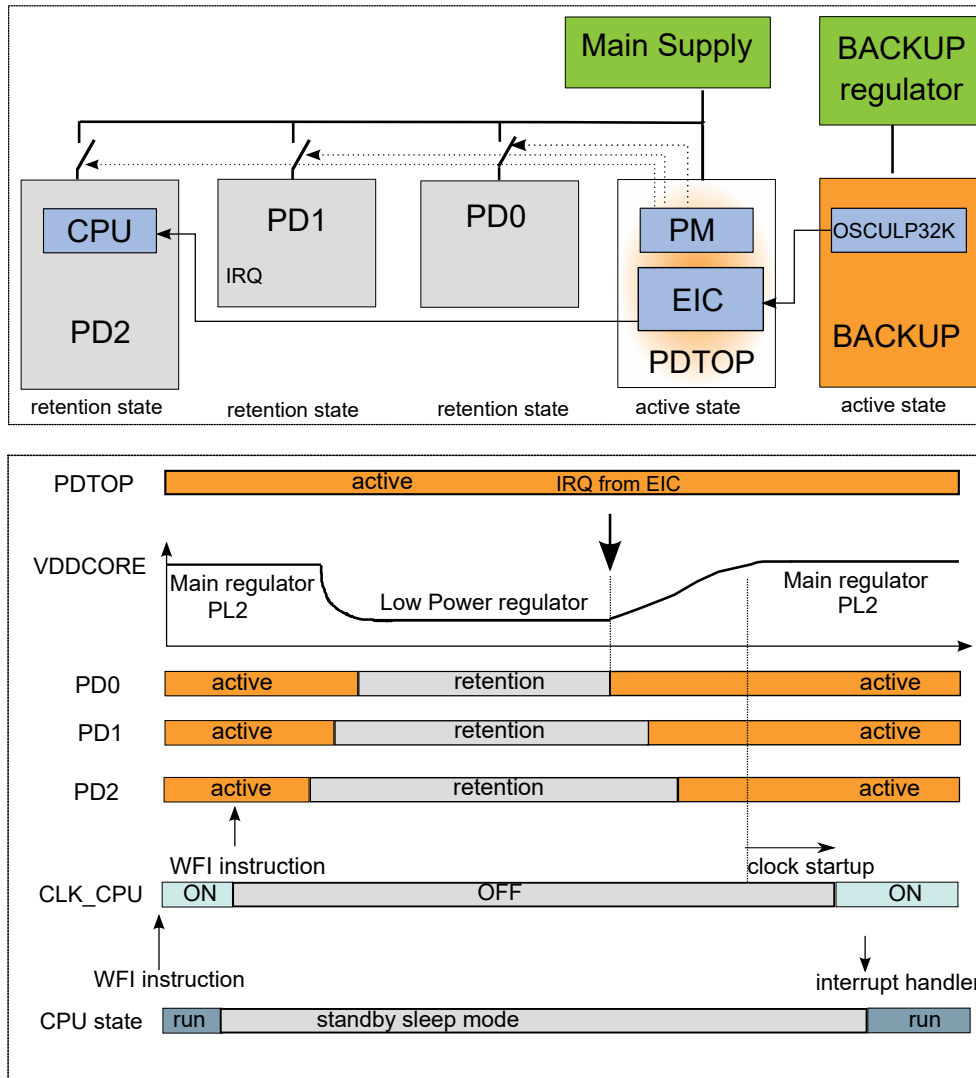 Main Supply
BACKUP
regulator
CPU
PD2
PD1
IRQ
PD0
PM
EIC
PDTOP
OSCULP32K
BACKUP
retention state
retention state
retention state
active state
active state
PDTOP
active
IRQ from EIC
VDDCORE
Main regulator
PL2
Low Power regulator
Main regulator
PL2
PD0
active
retention
active
PD1
active
retention
active
PD2
active
retention
active
WFI instruction
clock startup
CLK_CPU
ON
OFF
ON
WFI instruction
interrupt handler
CPU state
run
standby sleep mode
run